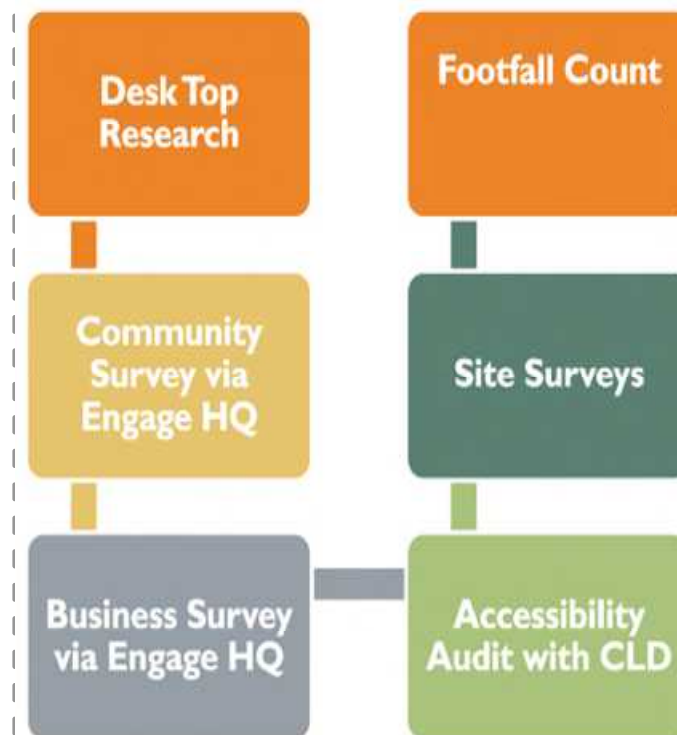 Desk Top
Research
Community
Survey via
Engage HQ
Business Survey
via Engage HQ
Accessibility
Audit with CLD
Site Surveys
Footfall Count